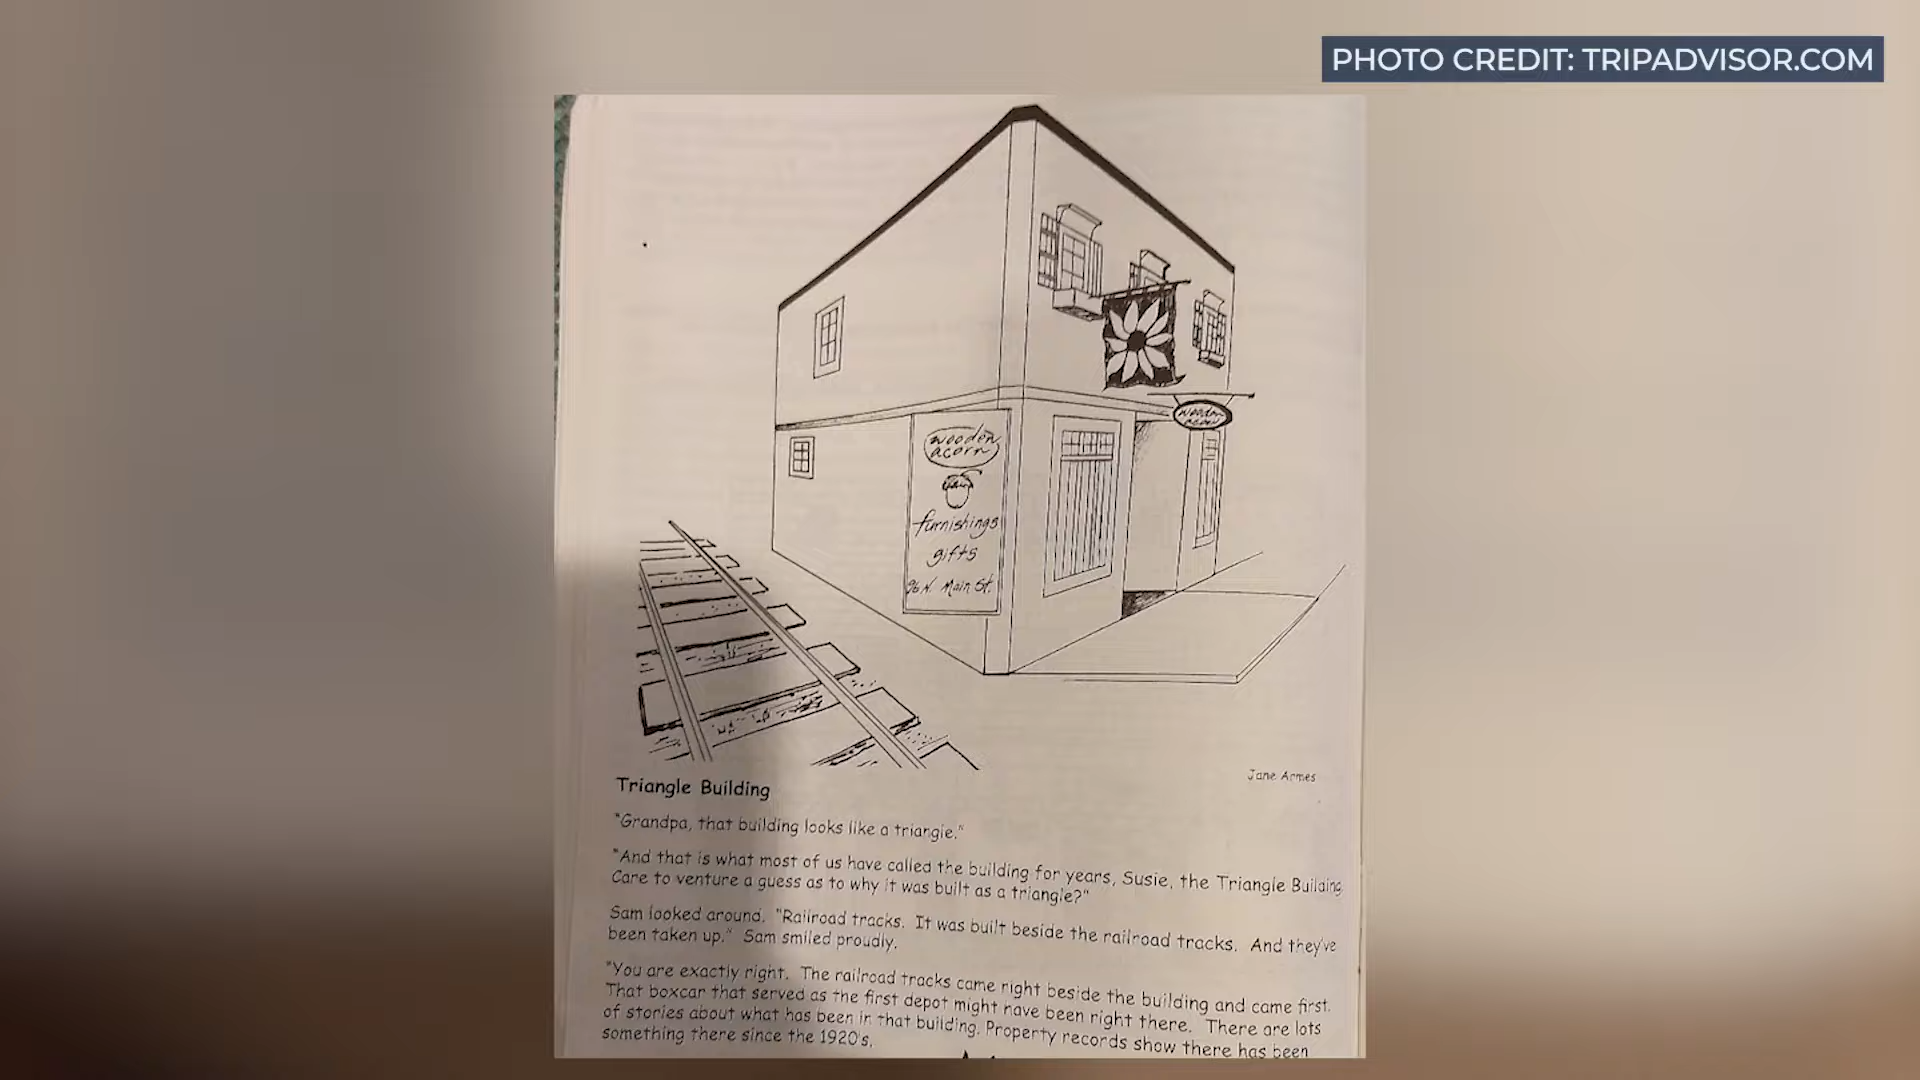 PHOTO CREDIT: TRIPADVISOR.COM
wooden
acorn
wooden
acorn
furnishings
gifts
96 N. Main St.
Jane Armes
Triangle Building
"Grandpa, that building looks like a triangle."
"And that is what most of us have called the building for years, Susie, the Triangle Building
Care to venture a guess as to why it was built as a triangle?"
Sam looked around. "Railroad tracks. It was built beside the railroad tracks. And they've
been taken up." Sam smiled proudly.
"You are exactly right. The railroad tracks came right beside the building and came first.
That boxcar that served as the first depot might have been right there. There are lots
of stories about what has been in that building. Property records show there has been
something there since the 1920's.